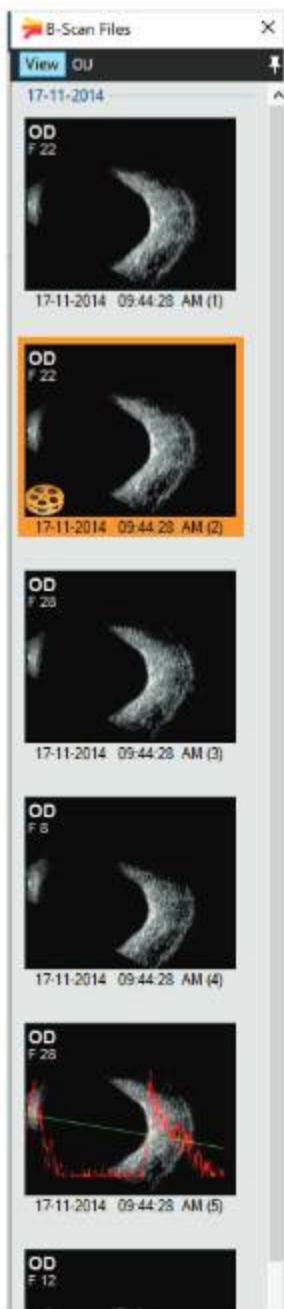 B-Scan Files
View OU
17-11-2014
OD
F 22
17-11-2014 09:44:28 AM (1)
OD
F 22
17-11-2014 09:44:28 AM (2)
OD
F 28
17-11-2014 09:44:28 AM (3)
OD
F 8
17-11-2014 09:44:28 AM (4)
OD
F 28
17-11-2014 09:44:28 AM (5)
OD
F 12